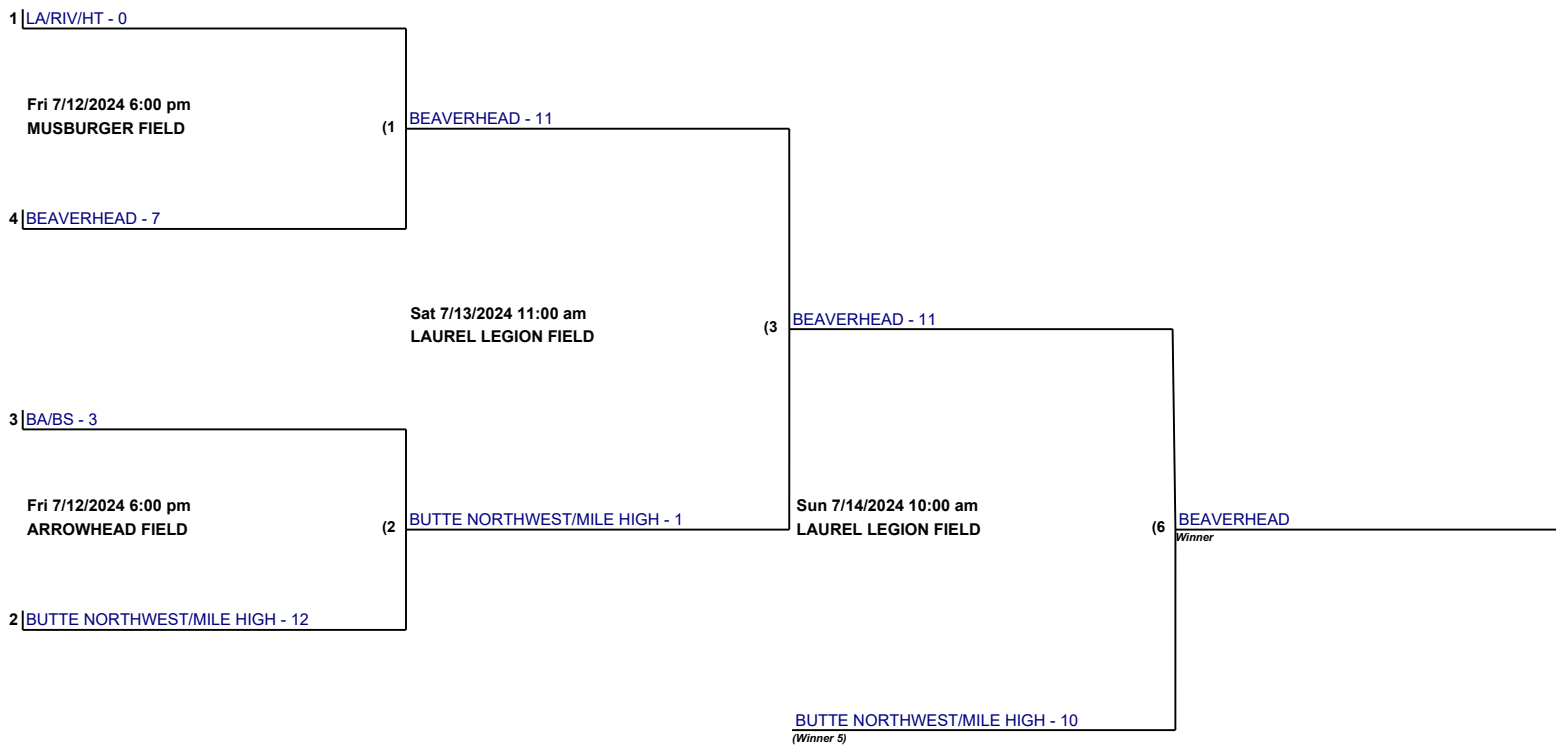 1 LA/RIV/HT - 0
Fri 7/12/2024 6:00 pm
MUSBURGER FIELD
(1
BEAVERHEAD - 11
4 BEAVERHEAD - 7
Sat 7/13/2024 11:00 am
LAUREL LEGION FIELD
(3
BEAVERHEAD - 11
3 BA/BS - 3
Fri 7/12/2024 6:00 pm
ARROWHEAD FIELD
(2
BUTTE NORTHWEST/MILE HIGH - 1
2 BUTTE NORTHWEST/MILE HIGH - 12
Sun 7/14/2024 10:00 am
LAUREL LEGION FIELD
(6
BEAVERHEAD
Winner
BUTTE NORTHWEST/MILE HIGH - 10
(Winner 5)